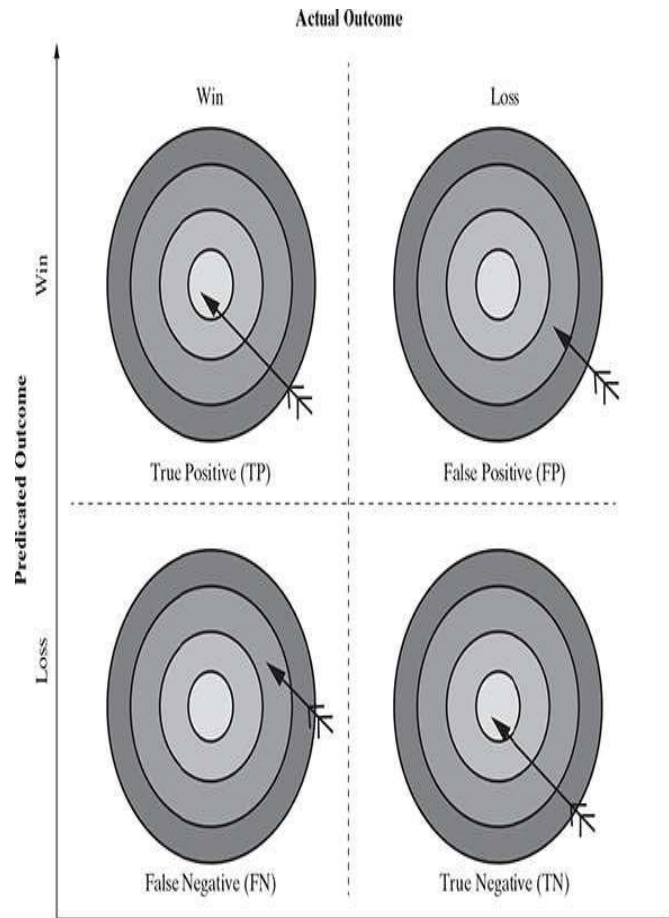 Actual Outcome
Win
Loss
Win
True Positive (TP)
False Positive (FP)
Predicated Outcome
Loss
False Negative (FN)
True Negative (TN)